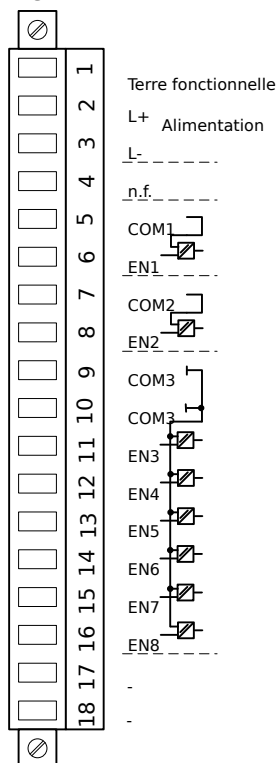 1
Terre fonctionnelle
2
L+ Alimentation
3
L-
4
n.f.
5
COM1
6
EN1
7
COM2
8
EN2
9
COM3
10
COM3
11
EN3
12
EN4
13
EN5
14
EN6
15
EN7
16
EN8
17
-
18
-